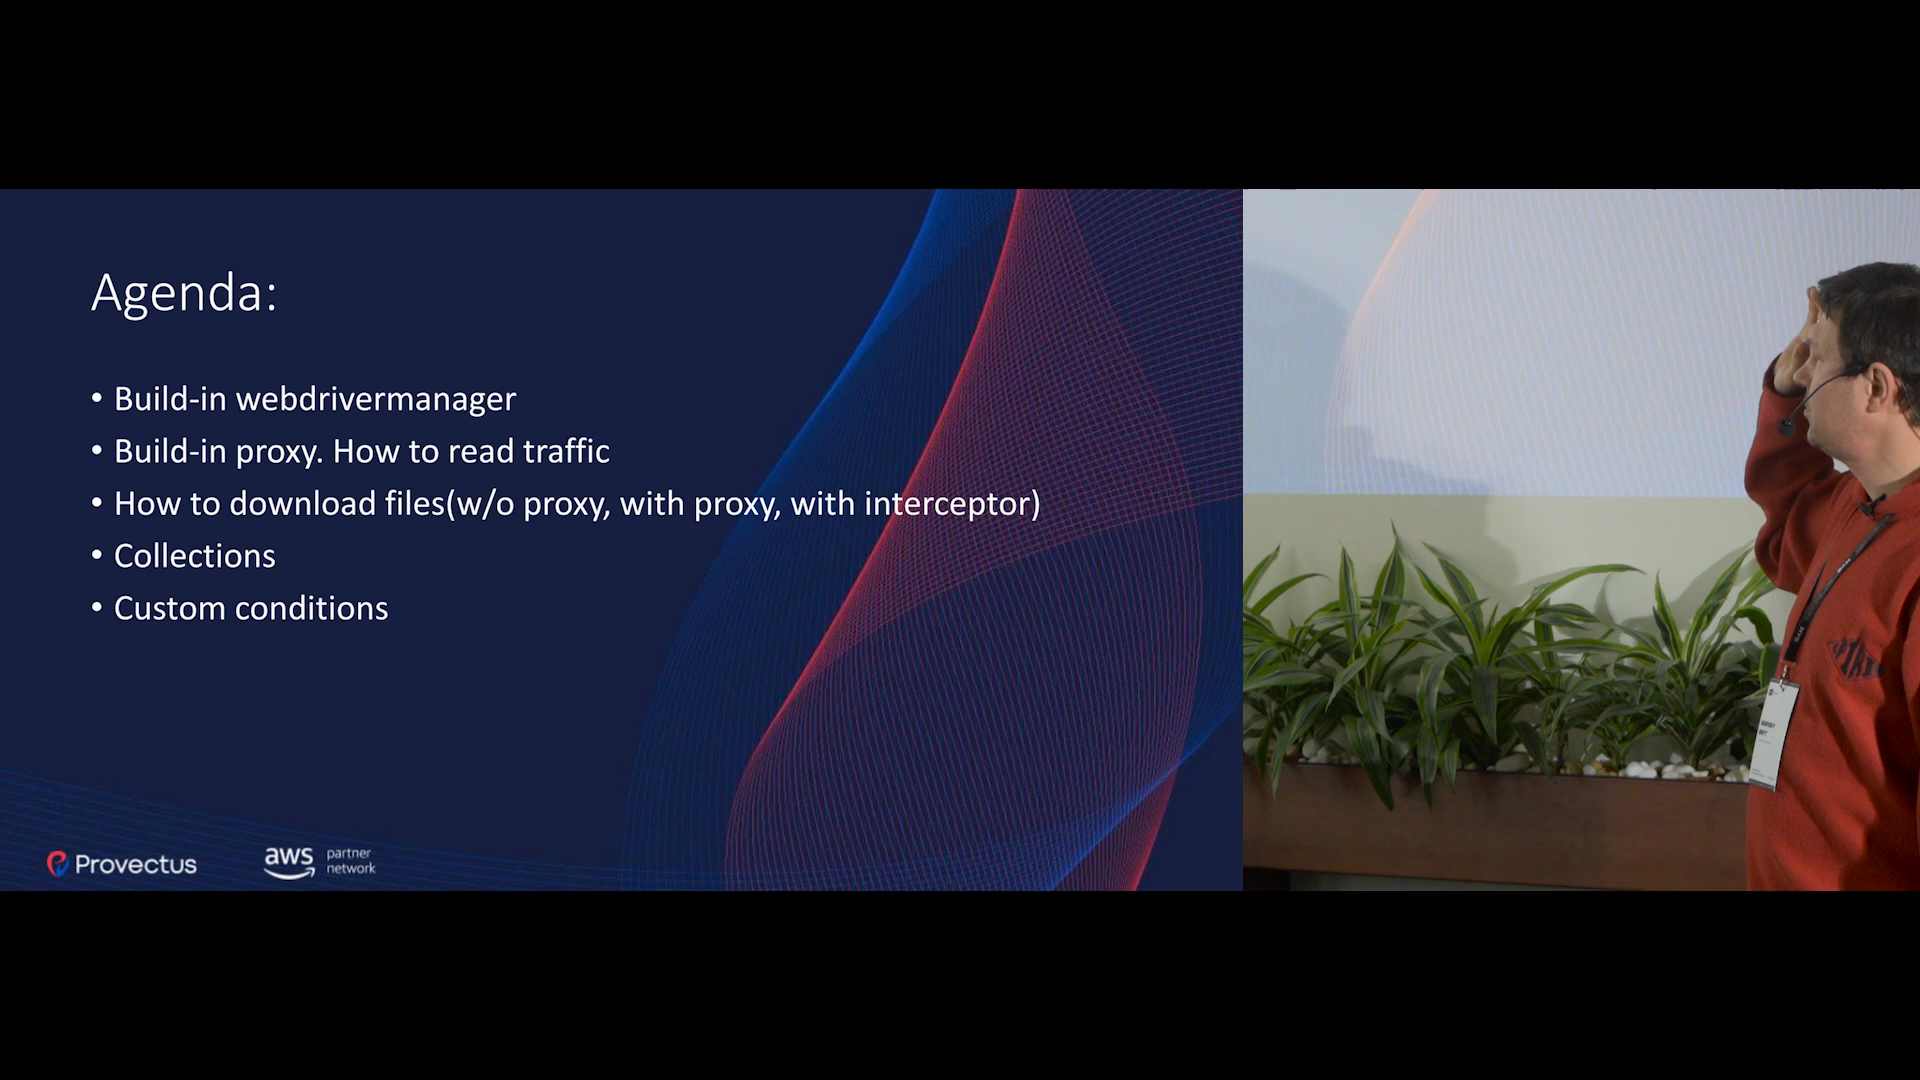 Agenda:
• Build-in webdrivermanager
• Build-in proxy. How to read traffic
• How to download files(w/o proxy, with proxy, with interceptor)
• Collections
• Custom conditions
Provectus
aws partner network